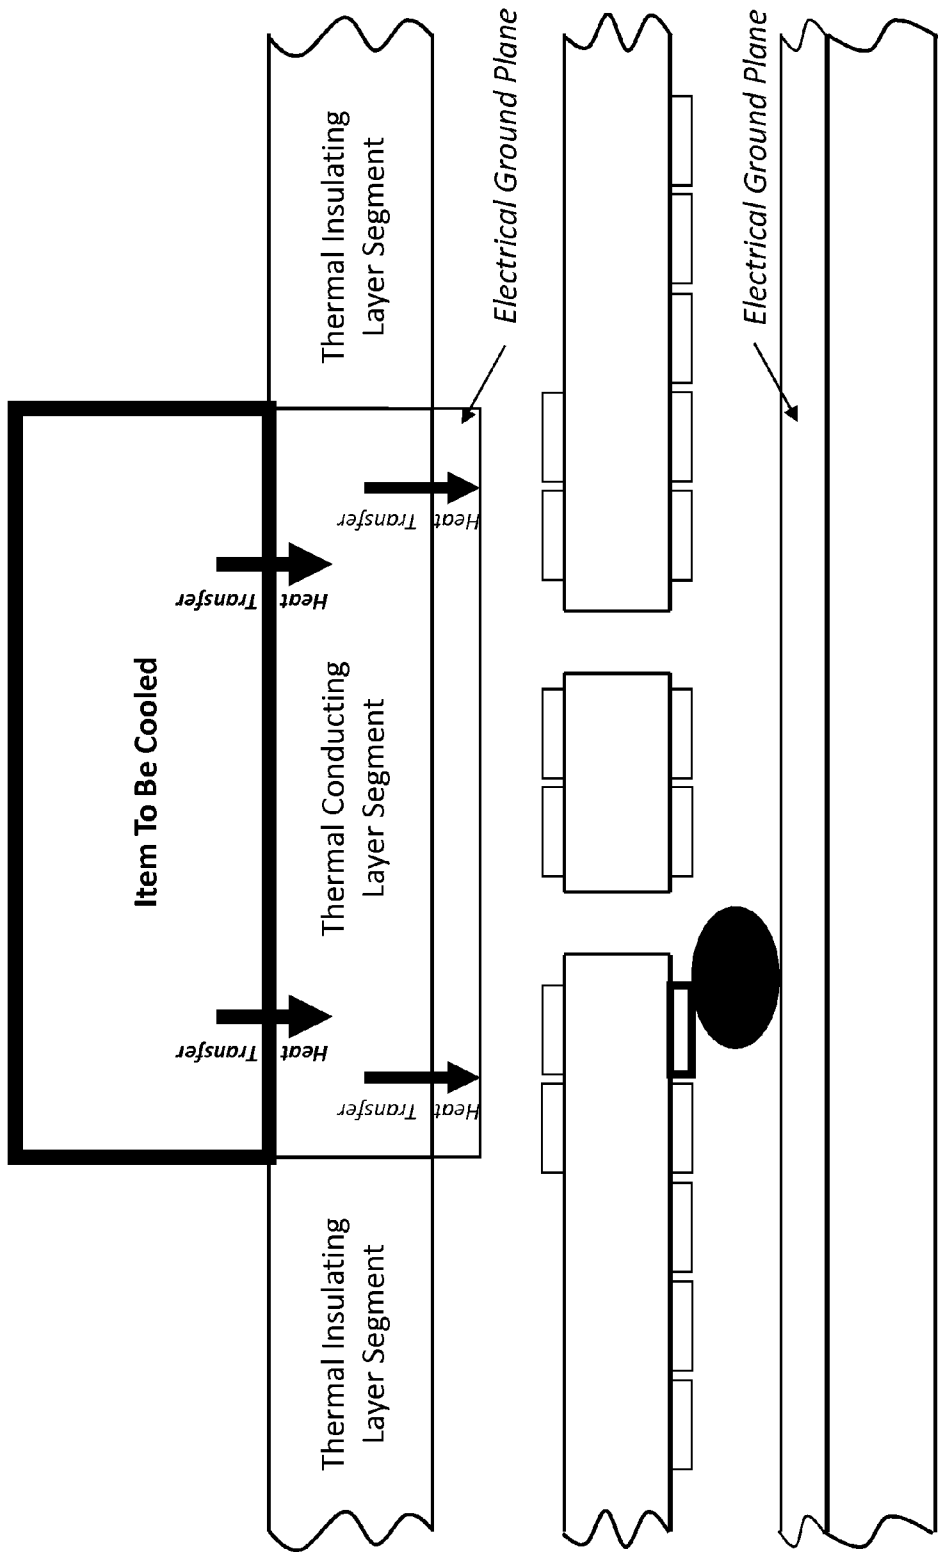 Item To Be Cooled
Heat
Transfer
Heat
Transfer
Thermal Insulating
Layer Segment
Thermal Conducting
Layer Segment
Thermal Insulating
Layer Segment
Heat
Transfer
Heat
Transfer
Electrical Ground Plane
Electrical Ground Plane